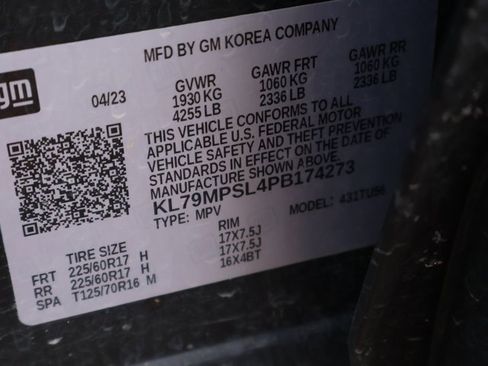 gm
MFD BY GM KOREA COMPANY
04/23
GVWR GAWR FRT GAWR RR
1930 KG 1060 KG 1060 KG
4255 LB 2336 LB 2336 LB
THIS VEHICLE CONFORMS TO ALL
APPLICABLE U.S. FEDERAL MOTOR
VEHICLE SAFETY AND THEFT PREVENTION
STANDARDS IN EFFECT ON THE DATE OF
MANUFACTURE SHOWN ABOVE.
KL79MPSL4PB174273
TYPE: MPV MODEL: 431TU56
TIRE SIZE RIM
FRT 225/60R17 H 17X7.5J
RR 225/60R17 H 17X7.5J
SPA T125/70R16 M 16X4BT